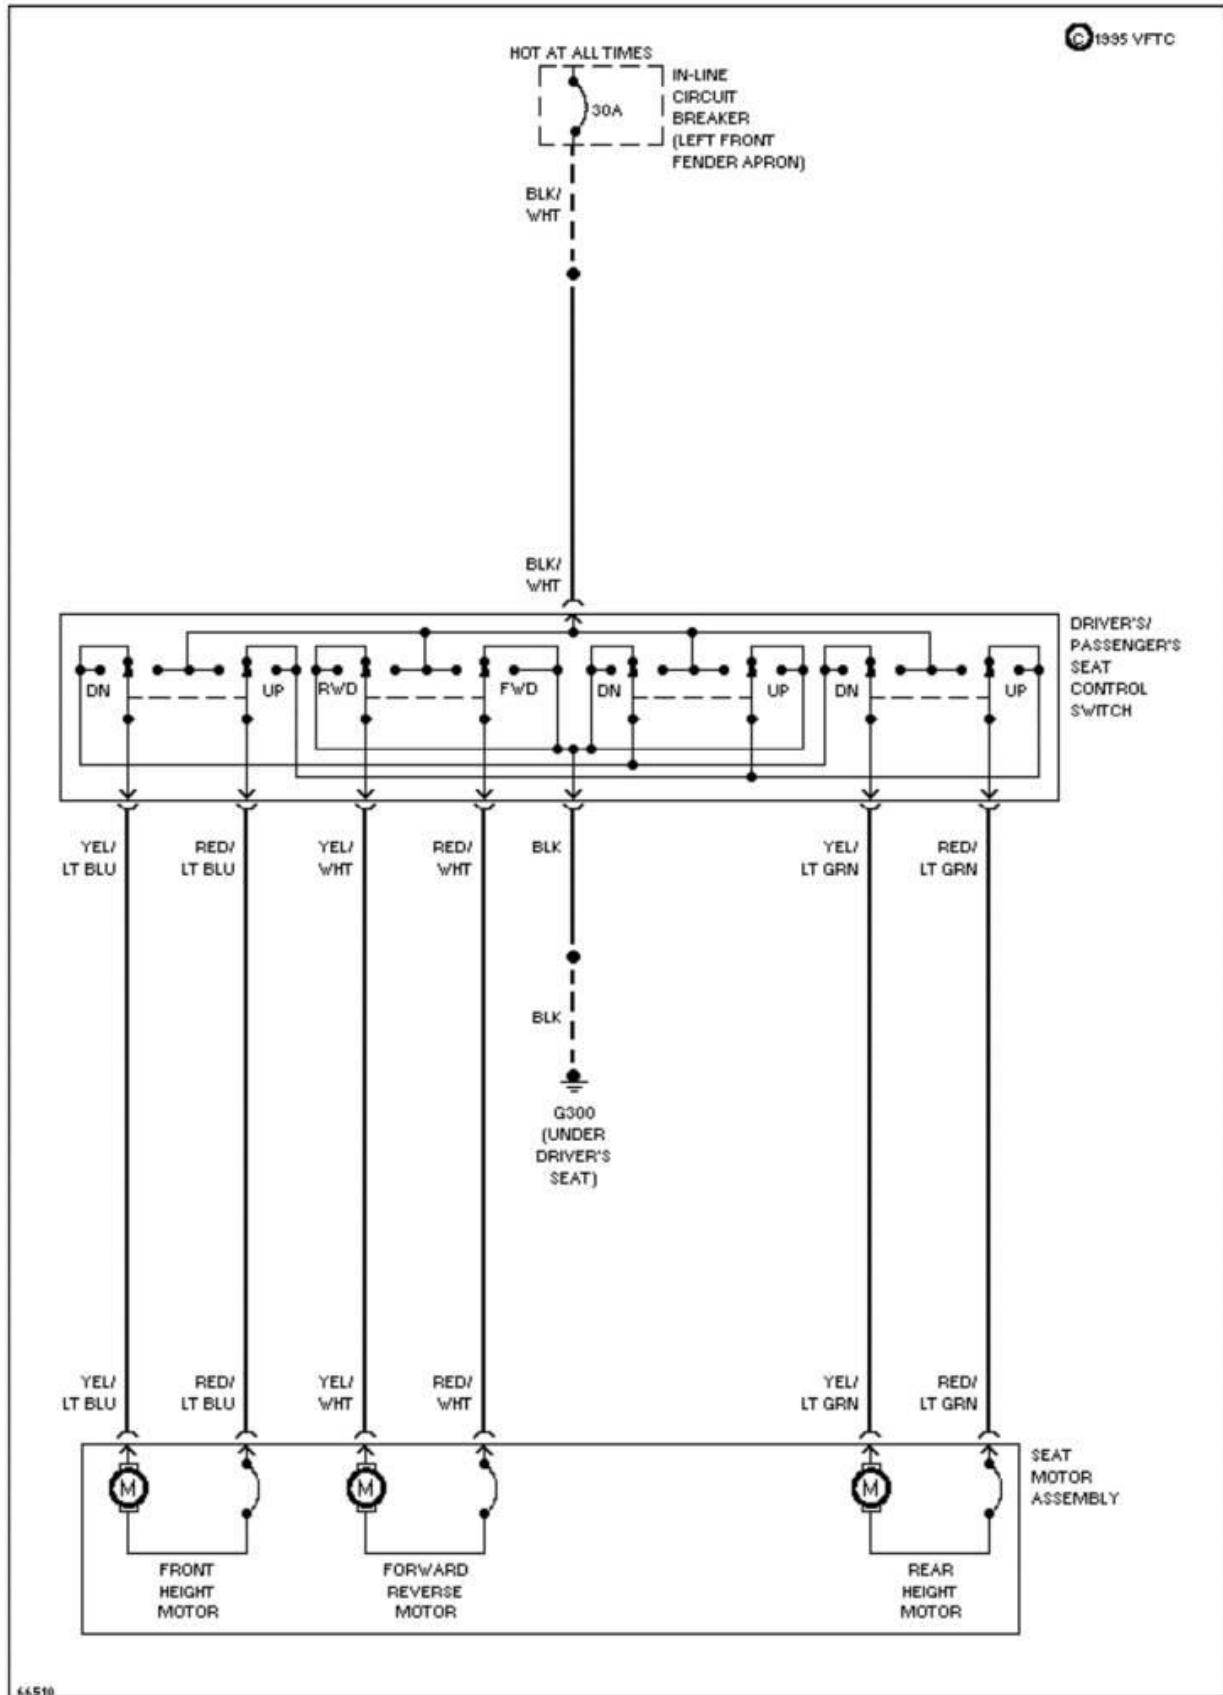 © 1995 VFTC
HOT AT ALL TIMES
30A
IN-LINE
CIRCUIT
BREAKER
(LEFT FRONT
FENDER APRON)
BLK/
WHT
BLK/
WHT
DRIVER'S/
PASSENGER'S
SEAT
CONTROL
SWITCH
DN
UP
RWD
FWD
DN
UP
DN
UP
YEL/
LT BLU
RED/
LT BLU
YEL/
WHT
RED/
WHT
BLK
YEL/
LT GRN
RED/
LT GRN
BLK
G300
(UNDER
DRIVER'S
SEAT)
YEL/
LT BLU
RED/
LT BLU
YEL/
WHT
RED/
WHT
YEL/
LT GRN
RED/
LT GRN
M
M
M
SEAT
MOTOR
ASSEMBLY
FRONT
HEIGHT
MOTOR
FORWARD
REVERSE
MOTOR
REAR
HEIGHT
MOTOR
66510